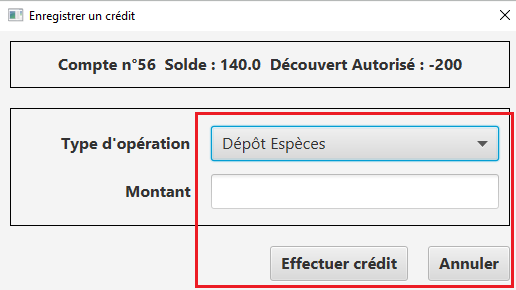 Enregistrer un crédit
Compte n°56 Solde : 140.0 Découvert Autorisé : -200
Type d'opération Dépôt Espèces
Montant
Effectuer crédit Annuler